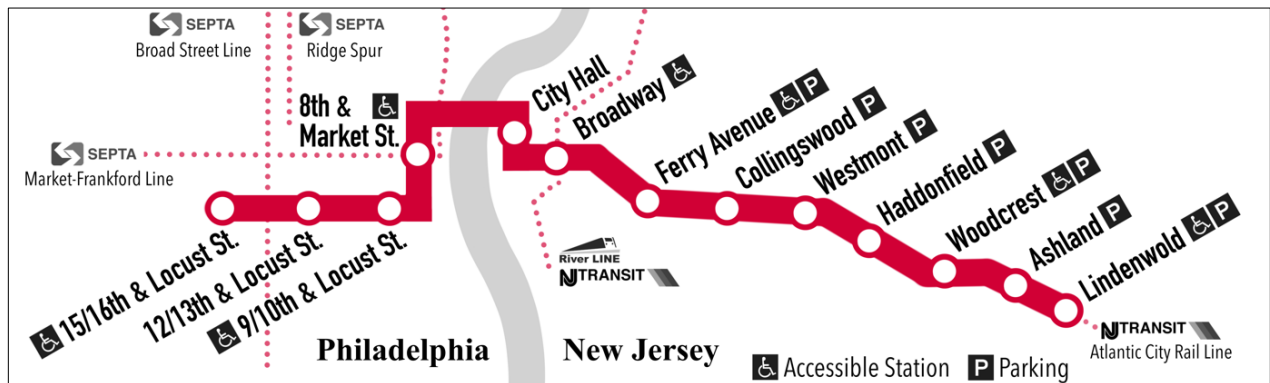 SEPTA
Broad Street Line
SEPTA
Ridge Spur
8th &
Market St.
SEPTA
Market-Frankford Line
15/16th & Locust St.
12/13th & Locust St.
9/10th & Locust St.
City Hall
Broadway
Ferry Avenue P
Collingswood P
Westmont P
Haddonfield P
Woodcrest P
Ashland P
Lindenwold P
River LINE
NJTRANSIT
NJTRANSIT
Atlantic City Rail Line
Philadelphia
New Jersey
Accessible Station
P Parking